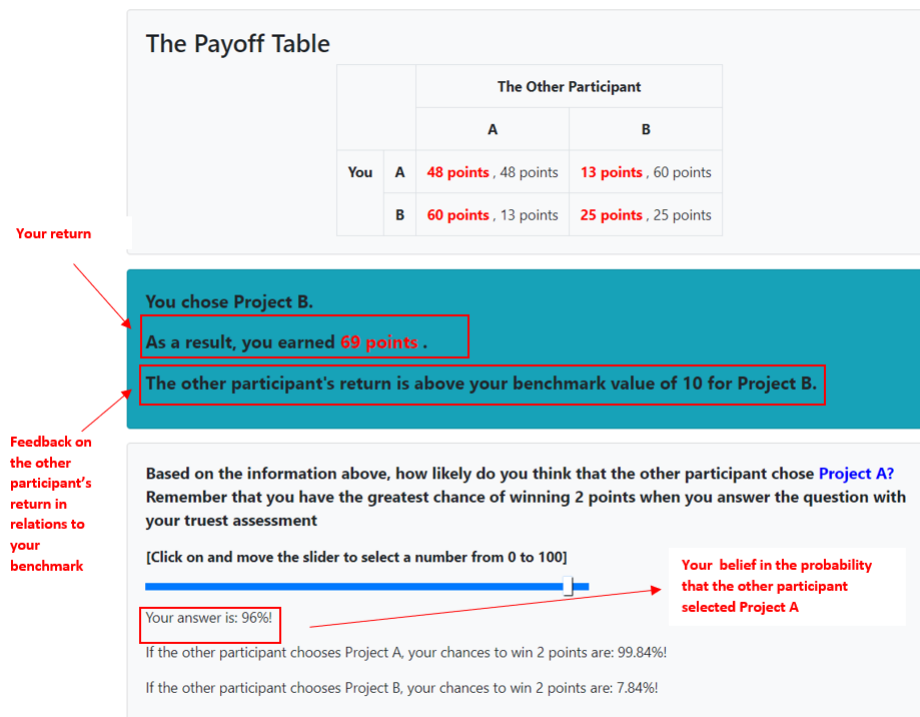 The Payoff Table
The Other Participant
A B
You A 48 points , 48 points 13 points , 60 points
B 60 points , 13 points 25 points , 25 points
Your return
You chose Project B.
As a result, you earned 69 points .
The other participant's return is above your benchmark value of 10 for Project B.
Feedback on
the other
participant's
return in
relations to
your
benchmark
Based on the information above, how likely do you think that the other participant chose Project A?
Remember that you have the greatest chance of winning 2 points when you answer the question with
your truest assessment
[Click on and move the slider to select a number from 0 to 100]
Your answer is: 96%!
Your belief in the probability
that the other participant
selected Project A
If the other participant chooses Project A, your chances to win 2 points are: 99.84%!
If the other participant chooses Project B, your chances to win 2 points are: 7.84%!